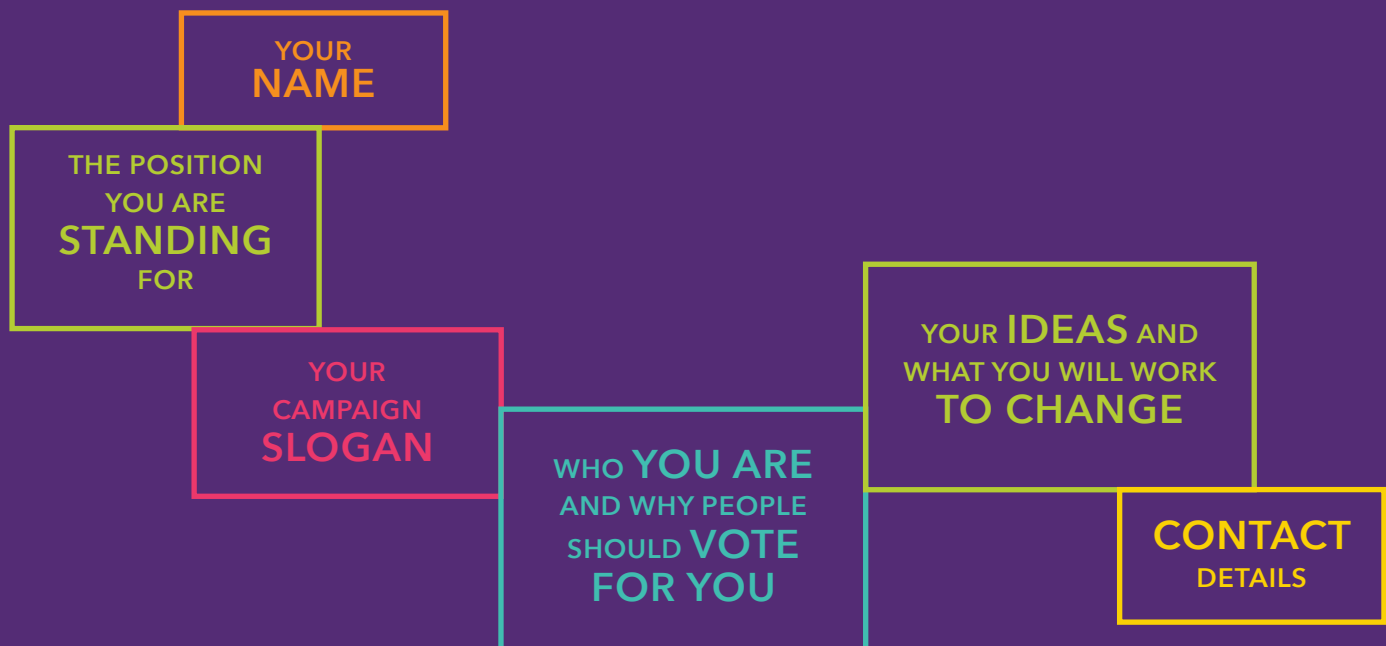 YOUR
NAME
THE POSITION
YOU ARE
STANDING
FOR
YOUR
CAMPAIGN
SLOGAN
WHO YOU ARE
AND WHY PEOPLE
SHOULD VOTE
FOR YOU
YOUR IDEAS AND
WHAT YOU WILL WORK
TO CHANGE
CONTACT
DETAILS